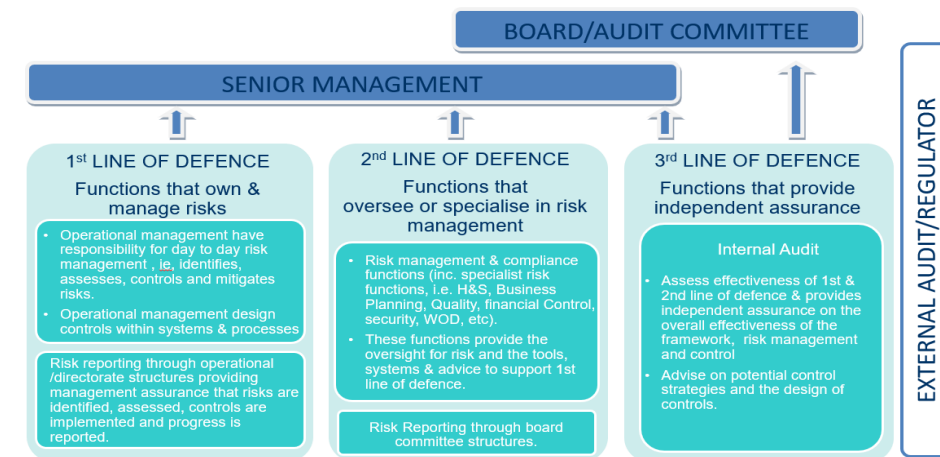 BOARD/AUDIT COMMITTEE
SENIOR MANAGEMENT
1st LINE OF DEFENCE
Functions that own &
manage risks
• Operational management have
responsibility for day to day risk
management , ie, identifies,
assesses, controls and mitigates
risks.
• Operational management design
controls within systems & processes
Risk reporting through operational
/directorate structures providing
management assurance that risks are
identified, assessed, controls are
implemented and progress is
reported.
2nd LINE OF DEFENCE
Functions that
oversee or specialise in risk
management
• Risk management & compliance
functions (inc. specialist risk
functions, i.e. H&S, Business
Planning, Quality, financial Control,
security, WOD, etc).
• These functions provide the
oversight for risk and the tools,
systems & advice to support 1st
line of defence.
Risk Reporting through board
committee structures.
3rd LINE OF DEFENCE
Functions that provide
independent assurance
Internal Audit
• Assess effectiveness of 1st &
2nd line of defence & provides
independent assurance on the
overall effectiveness of the
framework, risk management
and control
• Advise on potential control
strategies and the design of
controls.
EXTERNAL AUDIT/REGULATOR